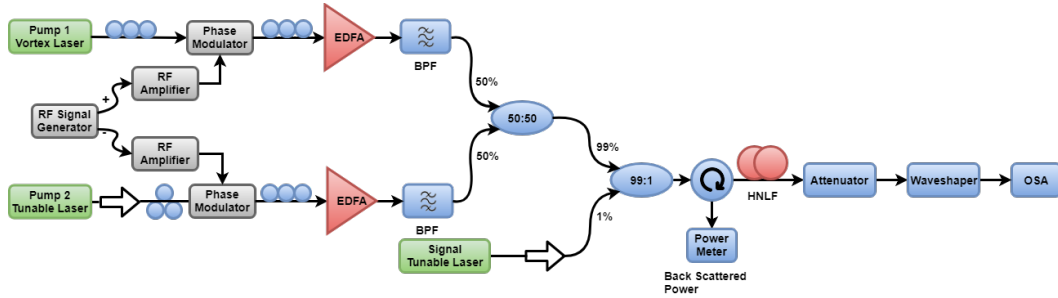 Pump 1
Vortex Laser
Phase
Modulator
EDFA
BPF
50%
RF
Amplifier
+
RF Signal
Generator
-
RF
Amplifier
50:50
50%
99%
Pump 2
Tunable Laser
Phase
Modulator
EDFA
BPF
99:1
1%
HNLF
Attenuator
Waveshaper
OSA
Signal
Tunable Laser
Power
Meter
Back Scattered
Power